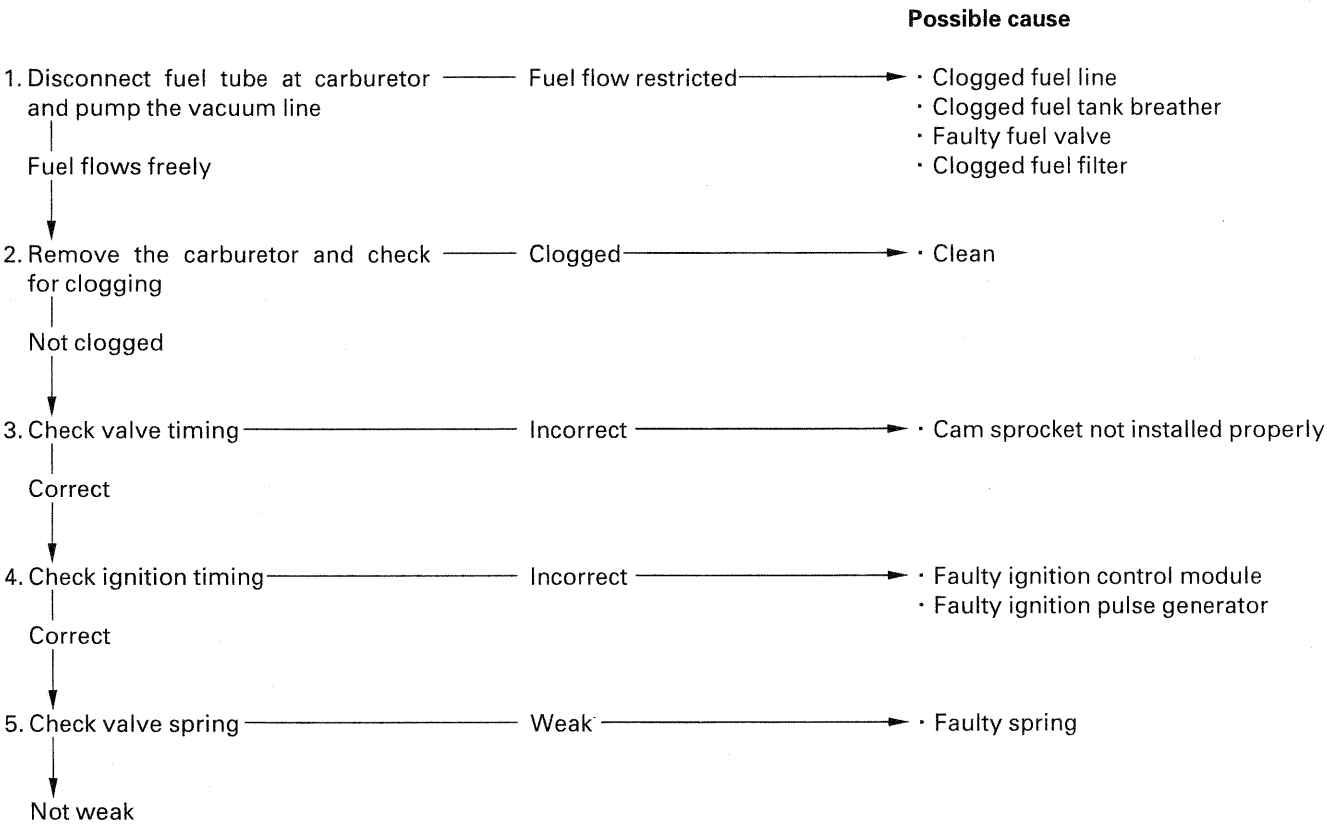 Possible cause
1. Disconnect fuel tube at carburetor
and pump the vacuum line
Fuel flow restricted
· Clogged fuel line
· Clogged fuel tank breather
· Faulty fuel valve
· Clogged fuel filter
Fuel flows freely
2. Remove the carburetor and check
for clogging
Clogged
· Clean
Not clogged
3. Check valve timing
Incorrect
· Cam sprocket not installed properly
Correct
4. Check ignition timing
Incorrect
· Faulty ignition control module
· Faulty ignition pulse generator
Correct
5. Check valve spring
Weak
· Faulty spring
Not weak